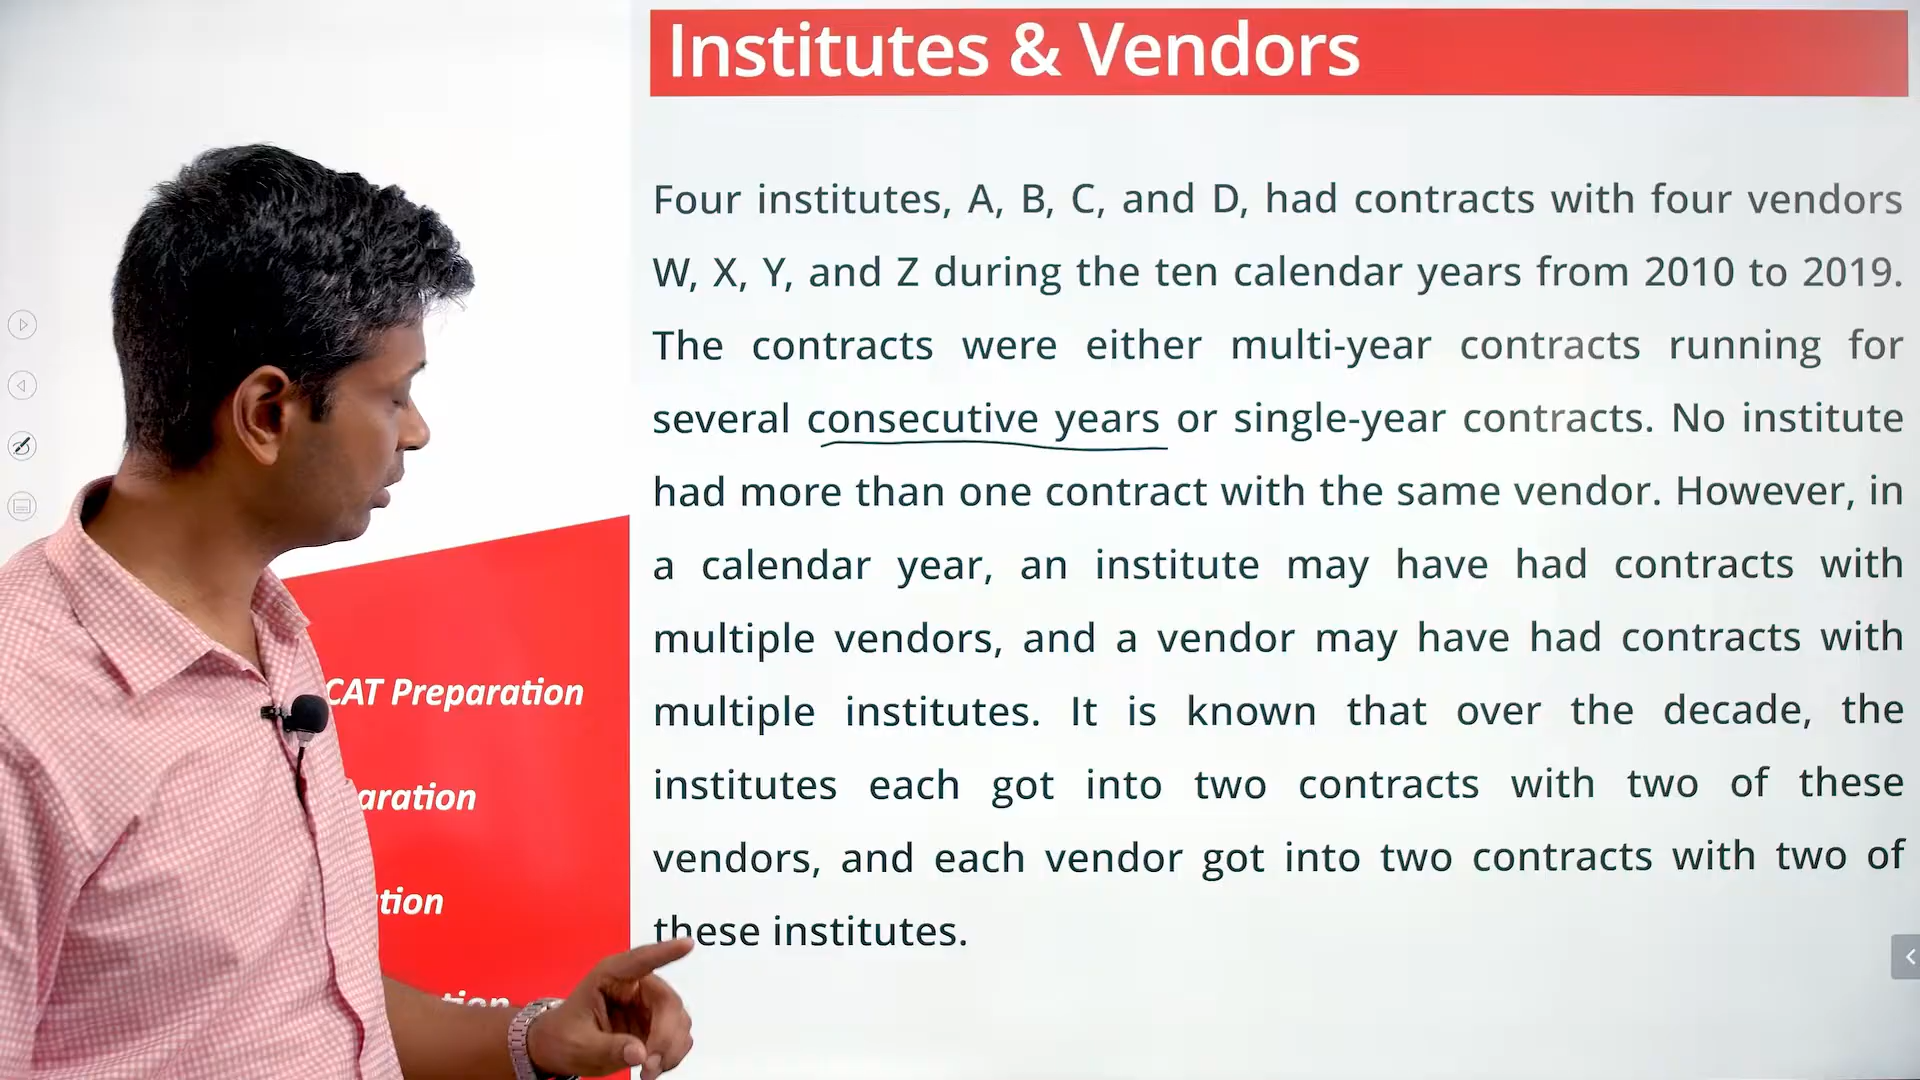 Institutes & Vendors
Four institutes, A, B, C, and D, had contracts with four vendors
W, X, Y, and Z during the ten calendar years from 2010 to 2019.
The contracts were either multi-year contracts running for
several consecutive years or single-year contracts. No institute
had more than one contract with the same vendor. However, in
a calendar year, an institute may have had contracts with
multiple vendors, and a vendor may have had contracts with
multiple institutes. It is known that over the decade, the
institutes each got into two contracts with two of these
vendors, and each vendor got into two contracts with two of
these institutes.
CAT Preparation
aration
tion
tion